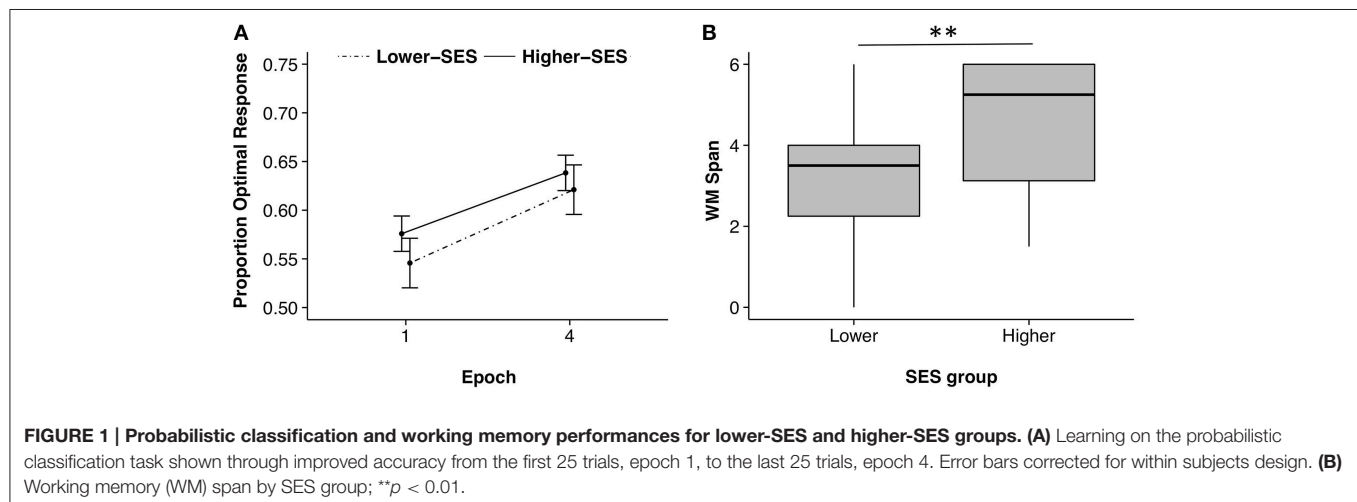 A
Lower–SES
Higher–SES
0.75
0.70
0.65
0.60
0.55
0.50
Proportion Optimal Response
1
4
Epoch
B
**
6
4
2
0
WM Span
Lower
Higher
SES group
FIGURE 1 | Probabilistic classification and working memory performances for lower-SES and higher-SES groups. (A) Learning on the probabilistic
classification task shown through improved accuracy from the first 25 trials, epoch 1, to the last 25 trials, epoch 4. Error bars corrected for within subjects design. (B)
Working memory (WM) span by SES group; **p < 0.01.